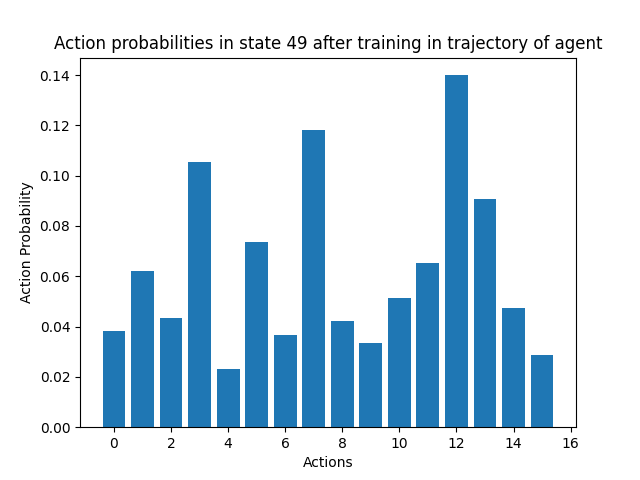 Action probabilities in state 49 after training in trajectory of agent
0.14
0.12
0.10
0.08
0.06
0.04
0.02
0.00
Action Probability
0 2 4 6 8 10 12 14 16
Actions